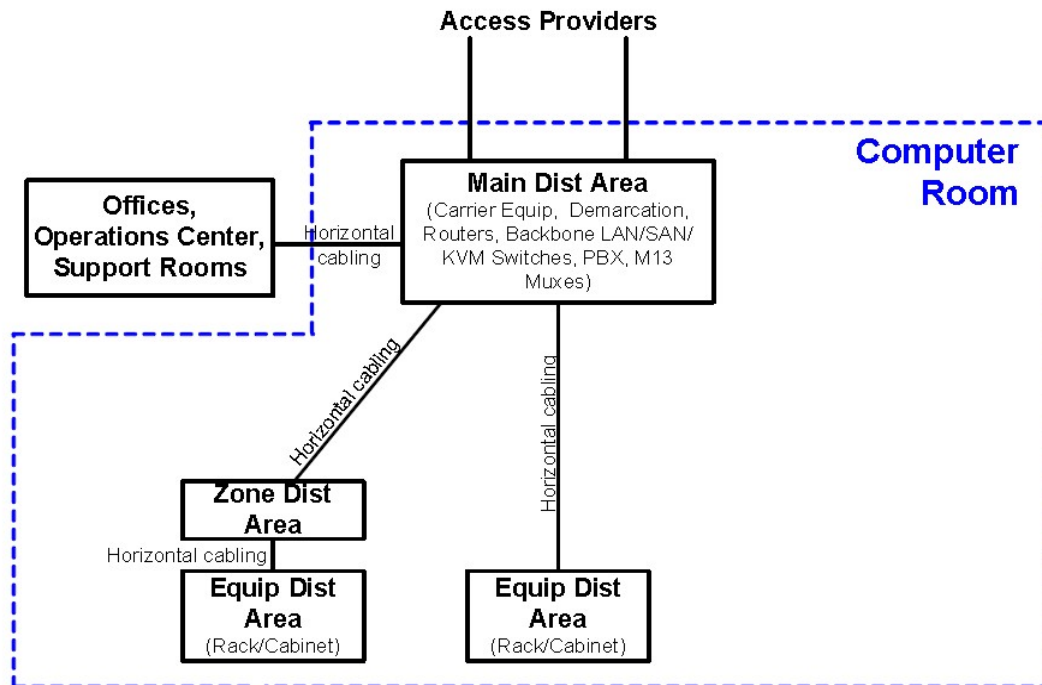 Access Providers
Computer
Room
Main Dist Area
(Carrier Equip, Demarcation,
Routers, Backbone LAN/SAN/
KVM Switches, PBX, M13
Muxes)
Offices,
Operations Center,
Support Rooms
Horizontal
cabling
Horizontal cabling
Horizontal cabling
Zone Dist
Area
Horizontal cabling
Equip Dist
Area
(Rack/Cabinet)
Equip Dist
Area
(Rack/Cabinet)